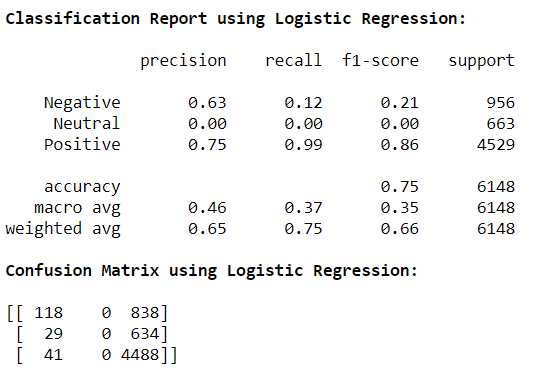 Classification Report using Logistic Regression:
precision recall f1-score support
Negative 0.63 0.12 0.21 956
Neutral 0.00 0.00 0.00 663
Positive 0.75 0.99 0.86 4529
accuracy 0.75 6148
macro avg 0.46 0.37 0.35 6148
weighted avg 0.65 0.75 0.66 6148
Confusion Matrix using Logistic Regression:
[[ 118 0 838]
[ 29 0 634]
[ 41 0 4488]]